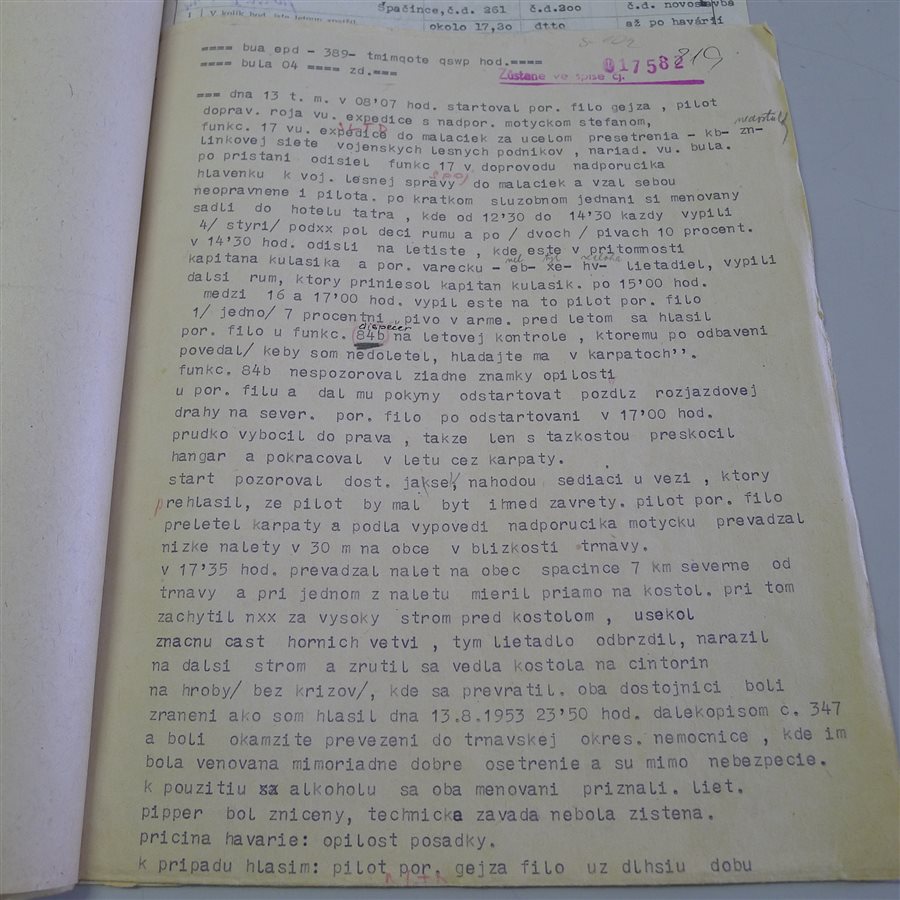 Špačince,č.d. 261 č.d.200 č.d. novostavba
1 V kolik hod.
okolo 17,20 dtto až po havárii
==== bua epd - 389- tmimqote qswp hod.====
==== bula 04 ==== zd.===
Zůstane ve spise čj. 017582 219
=== dna 13 t. m. v 08'07 hod. startoval por. filo gejza , pilot
doprav. roja vu. expedice s nadpor. motyckom stefanom,
funkc. 17 vu. expedice do malaciek za ucelom presetrenia - kb- zn-
linkovej siete vojenskych lesnych podnikov , nariad. vu. bula.
po pristani odisiel funkc 17 v doprovodu nadporucika
hlavenku k voj. lesnej spravy do malaciek a vzal sebou
neopravnene i pilota. po kratkom sluzobnom jednani si menovany
sadli do hotelu tatra , kde od 12'30 do 14'30 kazdy vypili
4/ styri/ podxx pol deci rumu a po / dvoch / pivach 10 procent.
v 14'30 hod. odisli na letiste , kde este v pritomnosti
kapitana kulasika a por. varecku - eb- xe- hv- lietadiel, vypili
dalsi rum, ktory priniesol kapitan kulasik. po 15'00 hod.
medzi 16 a 17'00 hod. vypil este na to pilot por. filo
1/ jedno/ 7 procentni pivo v arme. pred letom sa hlasil
dispečer
por. filo u funkc. 84b na letovej kontrole , ktoremu po odbaveni
povedal/ keby som nedoletel, hladajte ma v karpatoch''.
funkc. 84b nespozoroval ziadne znamky opilosti
u por. filu a dal mu pokyny odstartovat pozdlz rozjazdovej
drahy na sever. por. filo po odstartovani v 17'00 hod.
prudko vybocil do prava , takze len s tazkostou preskocil
hangar a pokracoval v letu cez karpaty.
start pozoroval dost. jaksel, nahodou sediaci u vezi , ktory
prehlasil, ze pilot by mal byt ihned zavrety. pilot por. filo
preletel karpaty a podla vypovedi nadporucika motycku prevadzal
nizke nalety v 30 m na obce v blizkosti trnavy.
v 17'35 hod. prevadzal nalet na obec spacince 7 km severne od
trnavy a pri jednom z naletu mieril priamo na kostol. pri tom
zachytil nxx za vysoky strom pred kostolom , usekol
znacnu cast hornich vetvi , tym lietadlo odbrzdil, narazil
na dalsi strom a zrutil sa vedla kostola na cintorin
na hroby/ bez krizov/, kde sa prevratil. oba dostojnici boli
zraneni ako som hlasil dna 13.8.1953 23'50 hod. dalekopisom c. 347
a boli okamzite prevezeni do trnavskej okres. nemocnice , kde im
bola venovana mimoriadne dobre osetrenie a su mimo nebezpecie.
k pouzitiu xa alkoholu sa oba menovani priznali. liet.
pipper bol zniceny, technicka zavada nebola zistena.
pricina havarie: opilost posadky.
k pripadu hlasim: pilot por. gejza filo uz dlhsiu dobu